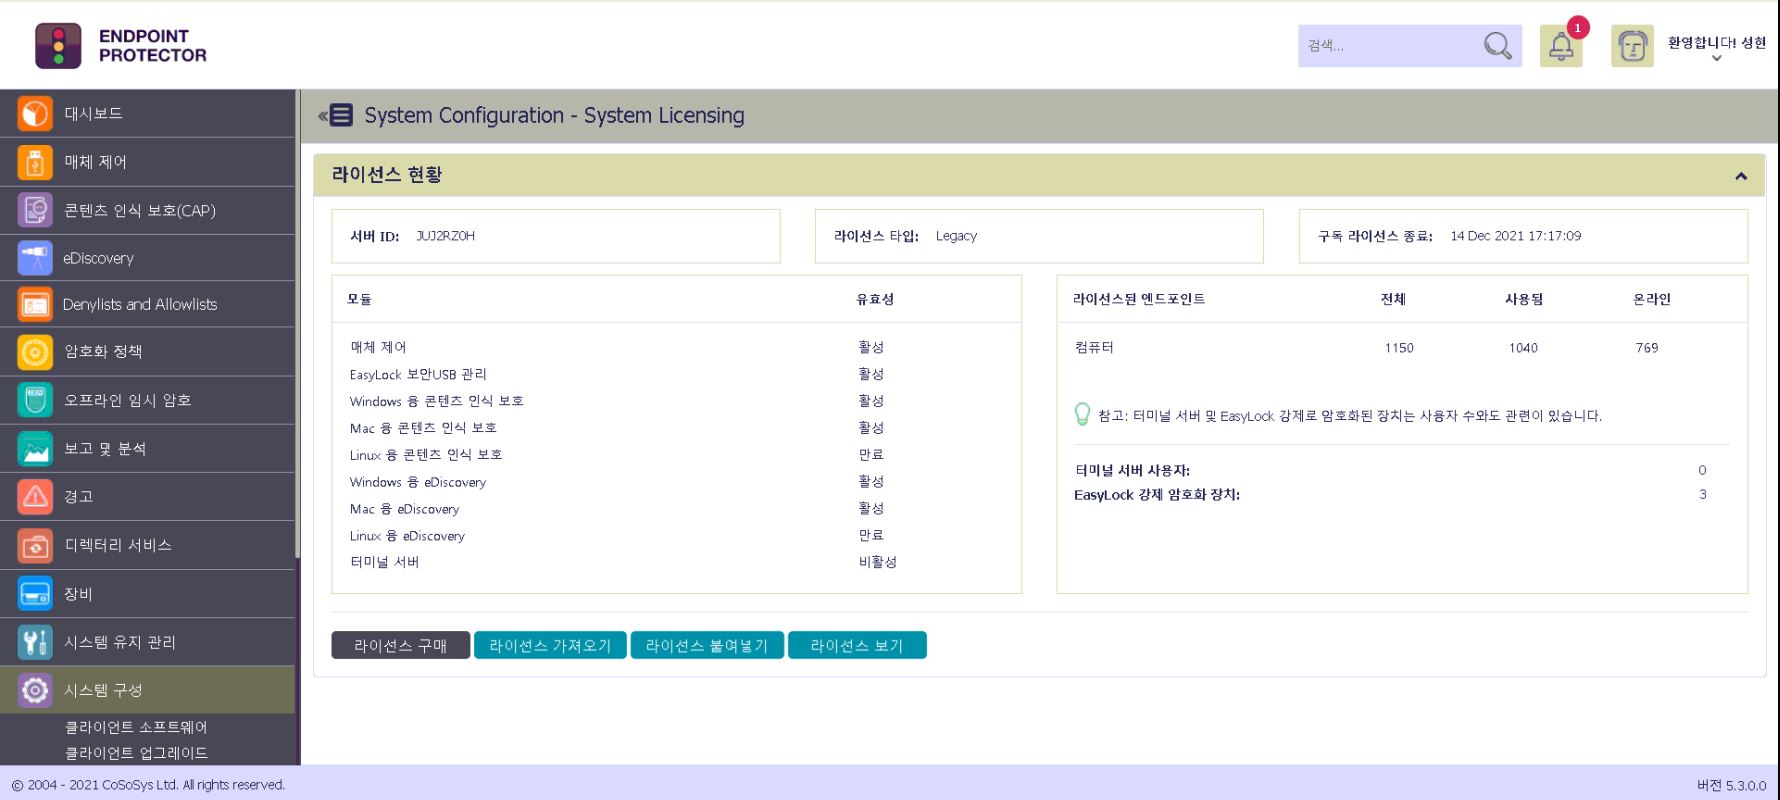 ENDPOINT
PROTECTOR
검색...
1
환영합니다! 성현
대시보드
매체 제어
콘텐츠 인식 보호(CAP)
eDiscovery
Denylists and Allowlists
암호화 정책
오프라인 임시 암호
보고 및 분석
경고
디렉터리 서비스
장비
시스템 유지 관리
시스템 구성
클라이언트 소프트웨어
클라이언트 업그레이드
System Configuration - System Licensing
라이선스 현황
서버 ID: JUJ2RZ0H
라이선스 타입: Legacy
구독 라이선스 종료: 14 Dec 2021 17:17:09
모듈 유효성
매체 제어 활성
EasyLock 보안USB 관리 활성
Windows 용 콘텐츠 인식 보호 활성
Mac 용 콘텐츠 인식 보호 활성
Linux 용 콘텐츠 인식 보호 만료
Windows 용 eDiscovery 활성
Mac 용 eDiscovery 활성
Linux 용 eDiscovery 만료
터미널 서버 비활성
라이선스된 엔드포인트 전체 사용됨 온라인
컴퓨터 1150 1040 769
참고: 터미널 서버 및 EasyLock 강제로 암호화된 장치는 사용자 수와도 관련이 있습니다.
터미널 서버 사용자: 0
EasyLock 강제 암호화 장치: 3
라이선스 구매 라이선스 가져오기 라이선스 붙여넣기 라이선스 보기
© 2004 - 2021 CoSoSys Ltd. All rights reserved.
버전 5.3.0.0